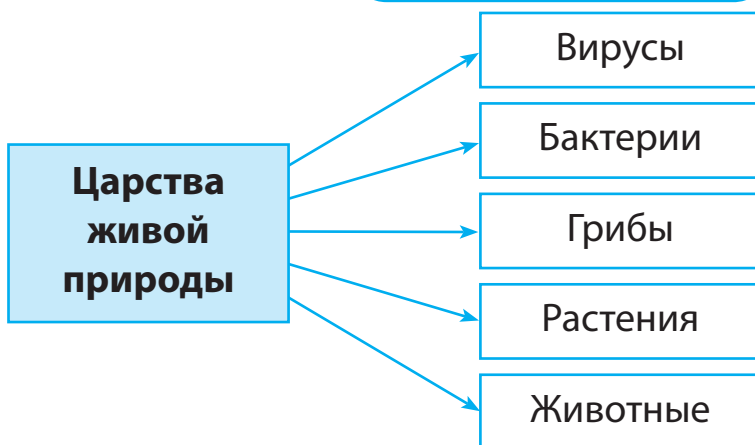 Царства
живой
природы
Вирусы
Бактерии
Грибы
Растения
Животные